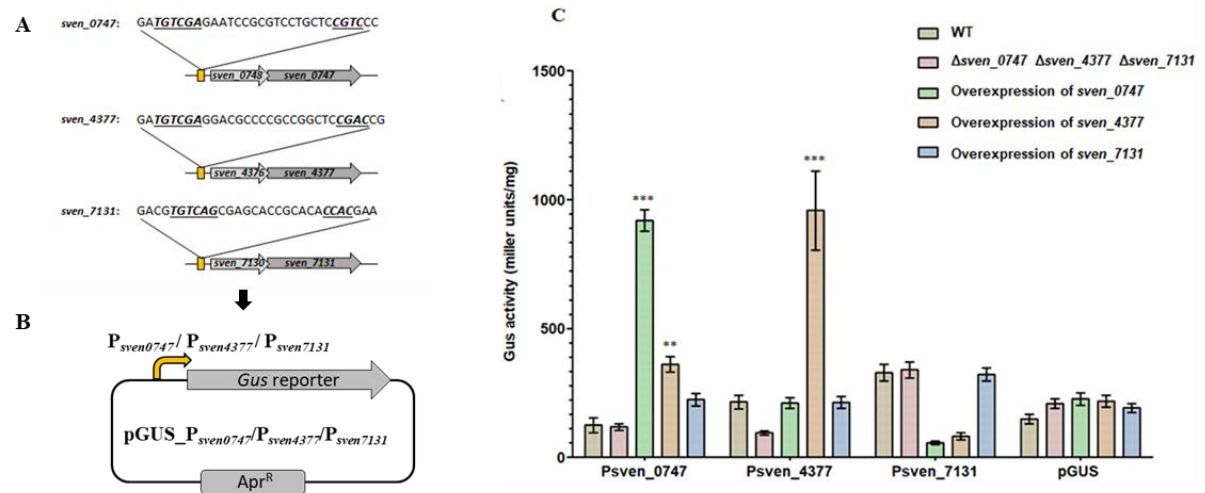 A
sven_0747: GATGTCGAGAATCCGCGTCCTGCTCCGTCCC
sven_0748 sven_0747
sven_4377: GATGTCGAGGACGCCCCGCCGGCTCCGACCG
sven_4376 sven_4377
sven_7131: GACGTGTCAGCGAGCACCGCACACCACGAA
sven_7130 sven_7131
B
Psven0747/ Psven4377/ Psven7131
Gus reporter
pGUS_Psven0747/Psven4377/Psven7131
AprR
C
WT
Δsven_0747 Δsven_4377 Δsven_7131
Overexpression of sven_0747
Overexpression of sven_4377
Overexpression of sven_7131
Gus activity (miller units/mg)
1500
1000
500
0
***
**
***
Psven_0747 Psven_4377 Psven_7131 pGUS